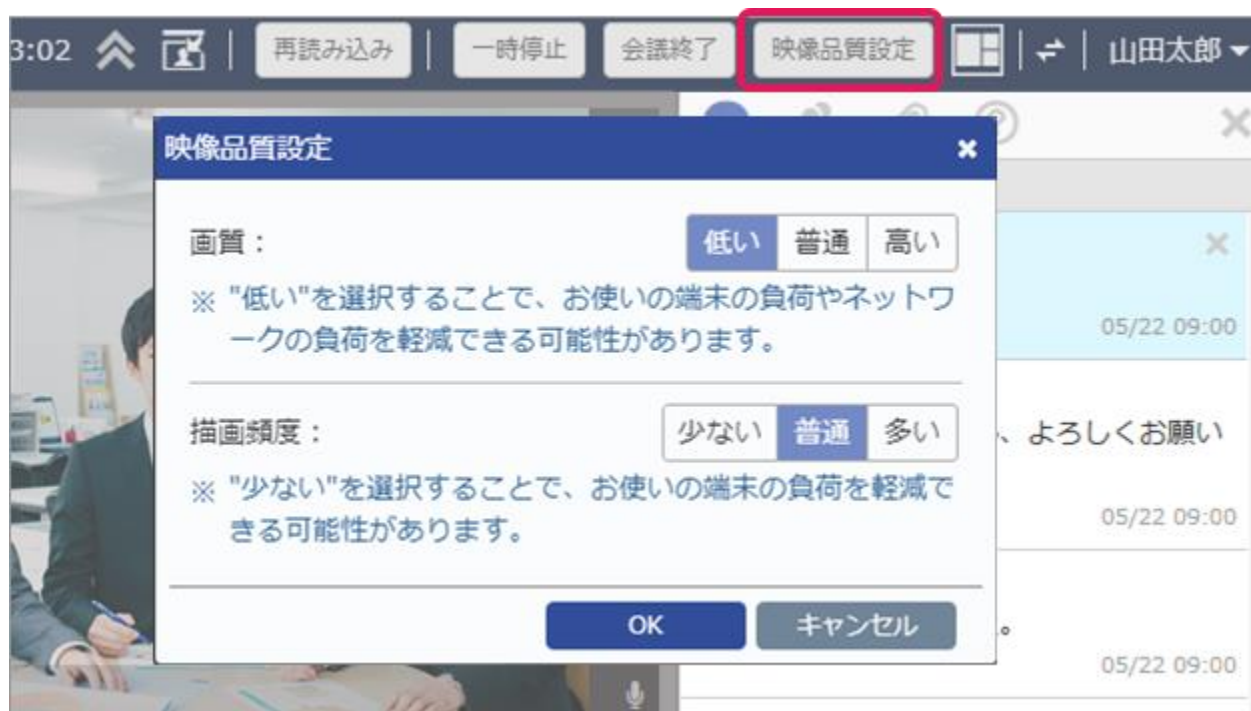 3:02 再読み込み 一時停止 会議終了 映像品質設定 山田太郎
映像品質設定
画質： 低い 普通 高い
※ "低い"を選択することで、お使いの端末の負荷やネットワ
ークの負荷を軽減できる可能性があります。
05/22 09:00
描画頻度： 少ない 普通 多い
、よろしくお願い
※ "少ない"を選択することで、お使いの端末の負荷を軽減で
きる可能性があります。
05/22 09:00
OK キャンセル
。
05/22 09:00